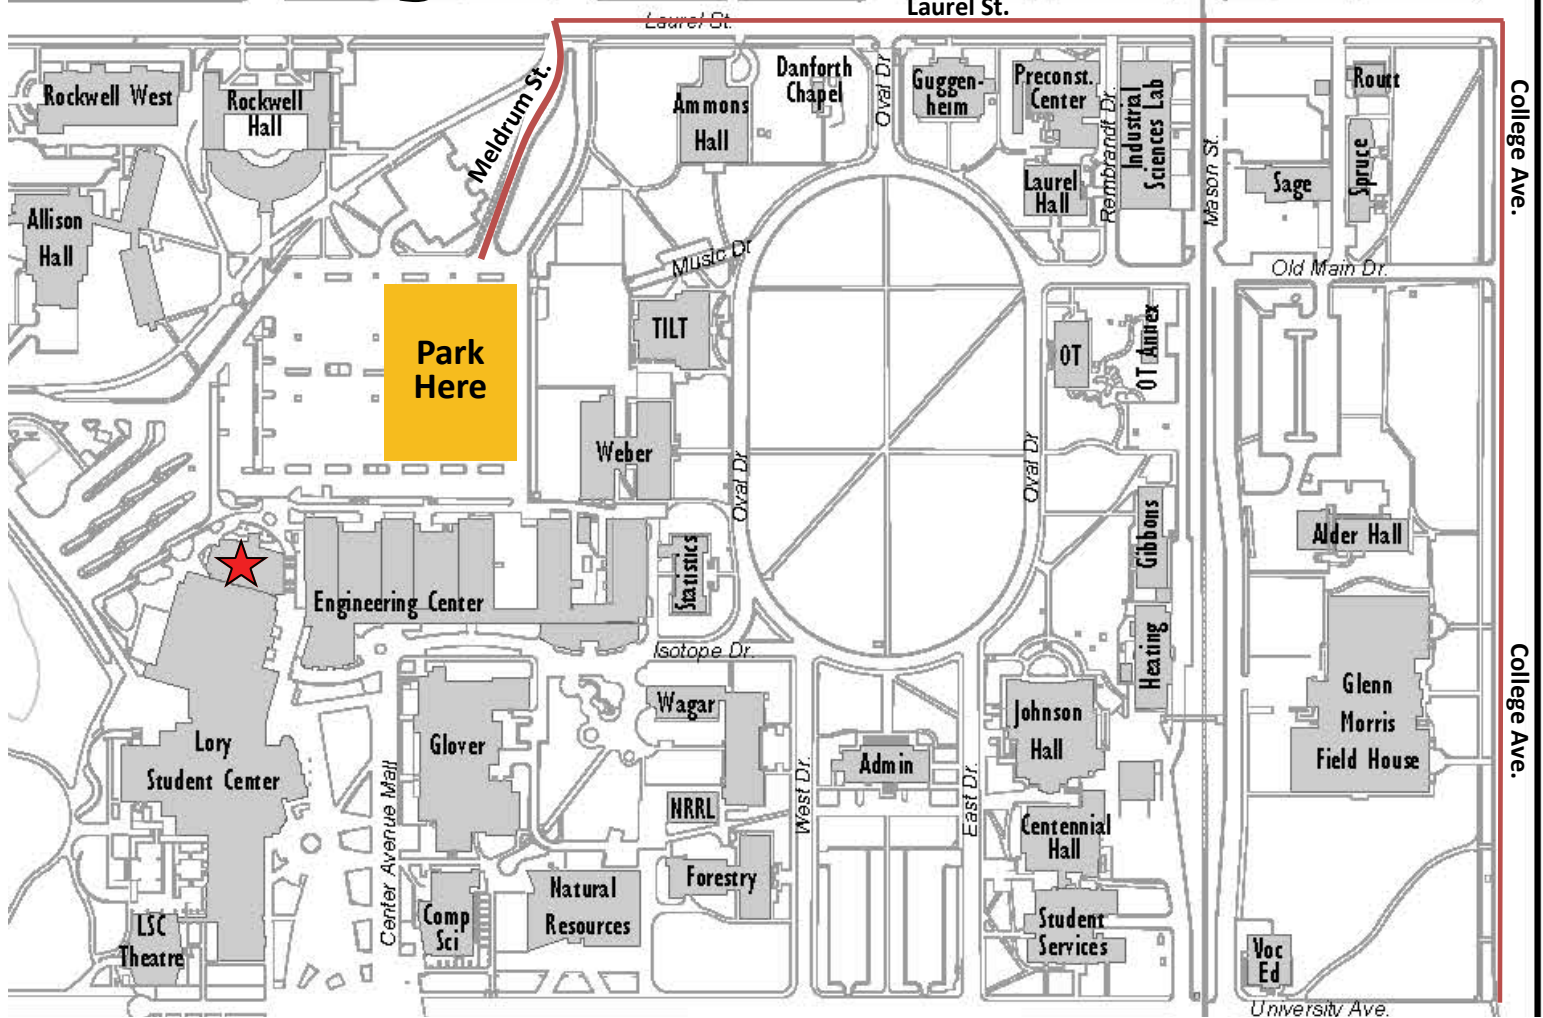 Laurel St.
Laurel St.
Meldrum St.
Rockwell West
Rockwell
Hall
Ammons
Hall
Danforth
Chapel
Oval Dr
Guggen-
heim
Preconst.
Center
Rembrandt Dr.
Industrial
Sciences Lab
Mason St.
Routt
Spruce
Sage
College Ave.
Laurel
Hall
Allison
Hall
Music Dr
Old Main Dr.
TILT
Park
Here
OT
OT Annex
Weber
Oval Dr
Oval Dr
Gibbons
Alder Hall
Statistics
Engineering Center
Isotope Dr.
Heating
College Ave.
Glenn
Morris
Field House
Wagar
Johnson
Hall
Glover
Lory
Student Center
Admin
Center Avenue Mall
West Dr.
East Dr.
NRRL
Centennial
Hall
Forestry
Natural
Resources
Comp
Sci
LSC
Theatre
Student
Services
Voc
Ed
University Ave.